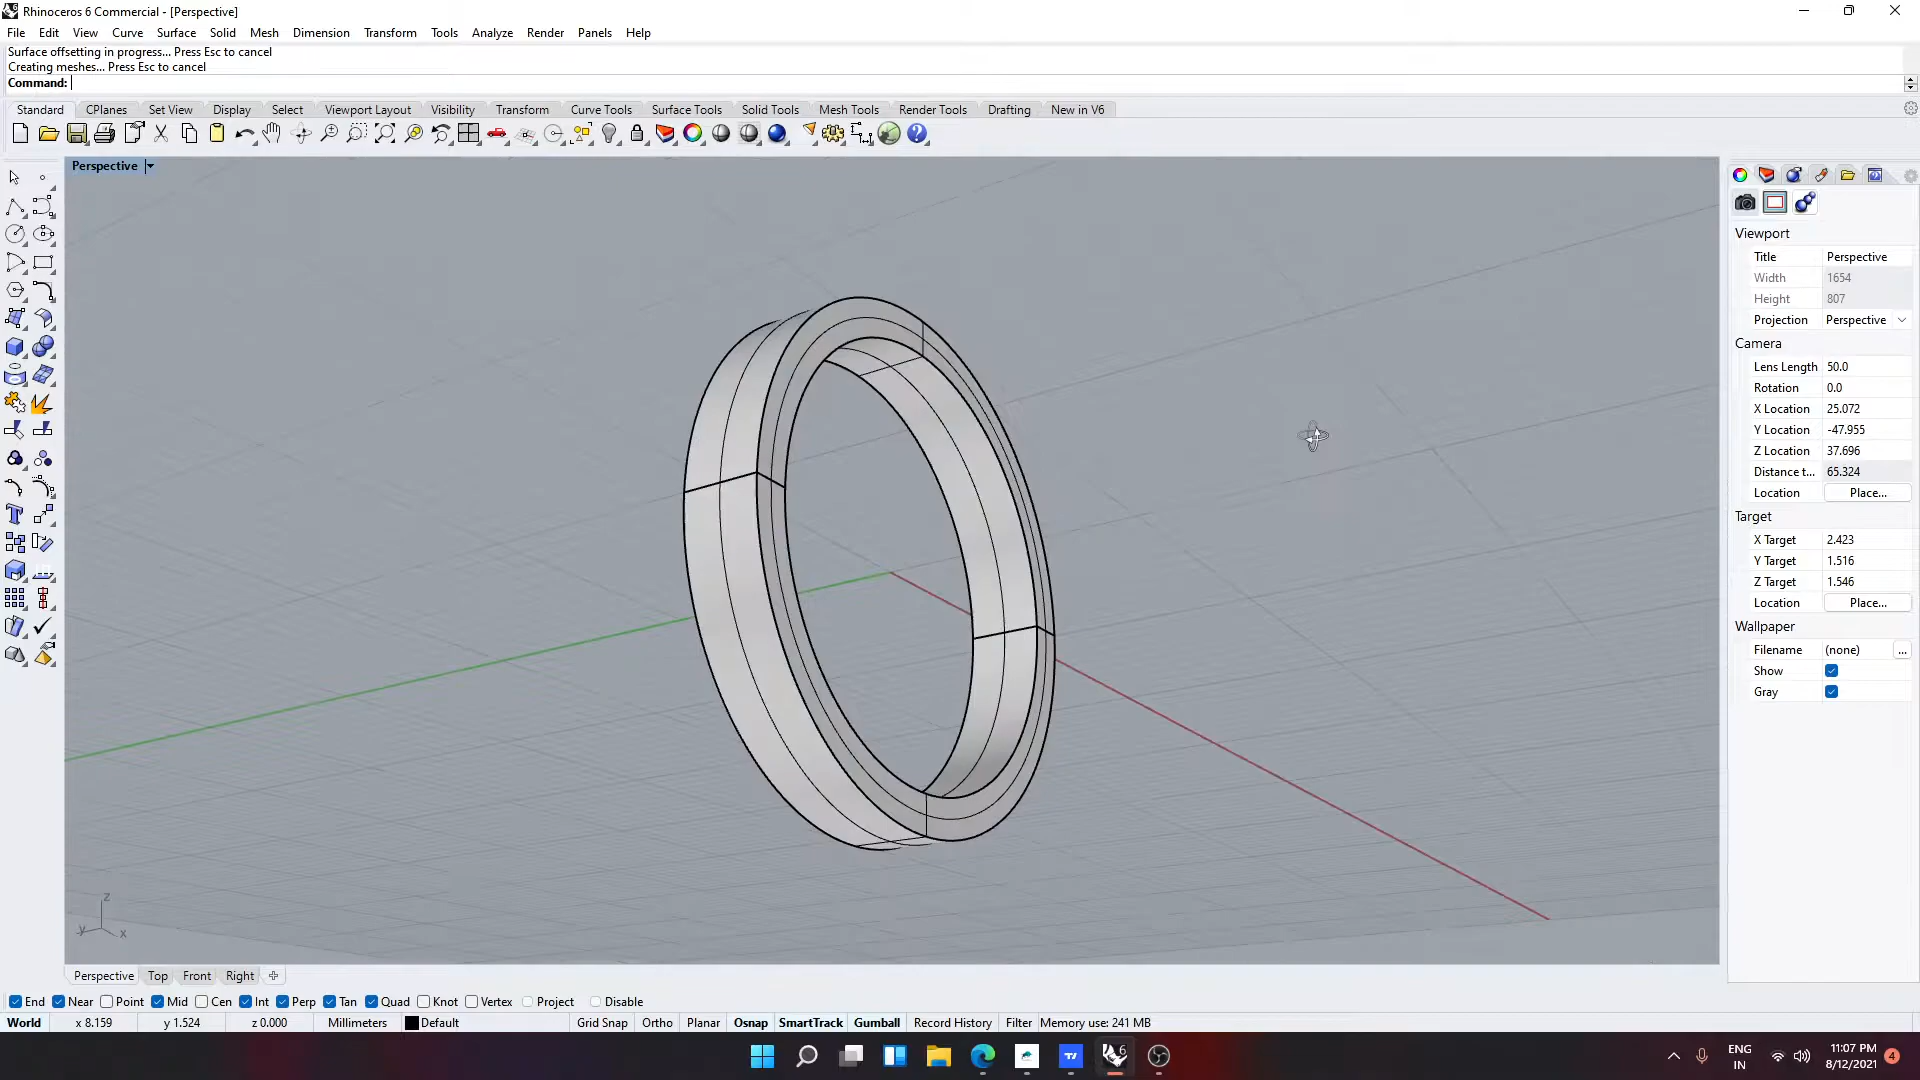 Rhinoceros 6 Commercial - [Perspective]
File Edit View Curve Surface Solid Mesh Dimension Transform Tools Analyze Render Panels Help
Surface offsetting in progress... Press Esc to cancel
Creating meshes... Press Esc to cancel
Command:
Standard CPlanes Set View Display Select Viewport Layout Visibility Transform Curve Tools Surface Tools Solid Tools Mesh Tools Render Tools Drafting New in V6
Perspective
Viewport
Title Perspective
Width 1654
Height 807
Projection Perspective
Camera
Lens Length 50.0
Rotation 0.0
X Location 25.072
Y Location -47.955
Z Location 37.696
Distance t... 65.324
Location Place...
Target
X Target 2.423
Y Target 1.516
Z Target 1.546
Location Place...
Wallpaper
Filename (none) ...
Show
Gray
z
y
x
Perspective Top Front Right
End Near Point Mid Cen Int Perp Tan Quad Knot Vertex Project Disable
World x 8.159 y 1.524 z 0.000 Millimeters Default Grid Snap Ortho Planar Osnap SmartTrack Gumball Record History Filter Memory use: 241 MB
ENG
IN
11:07 PM
8/12/2021
4